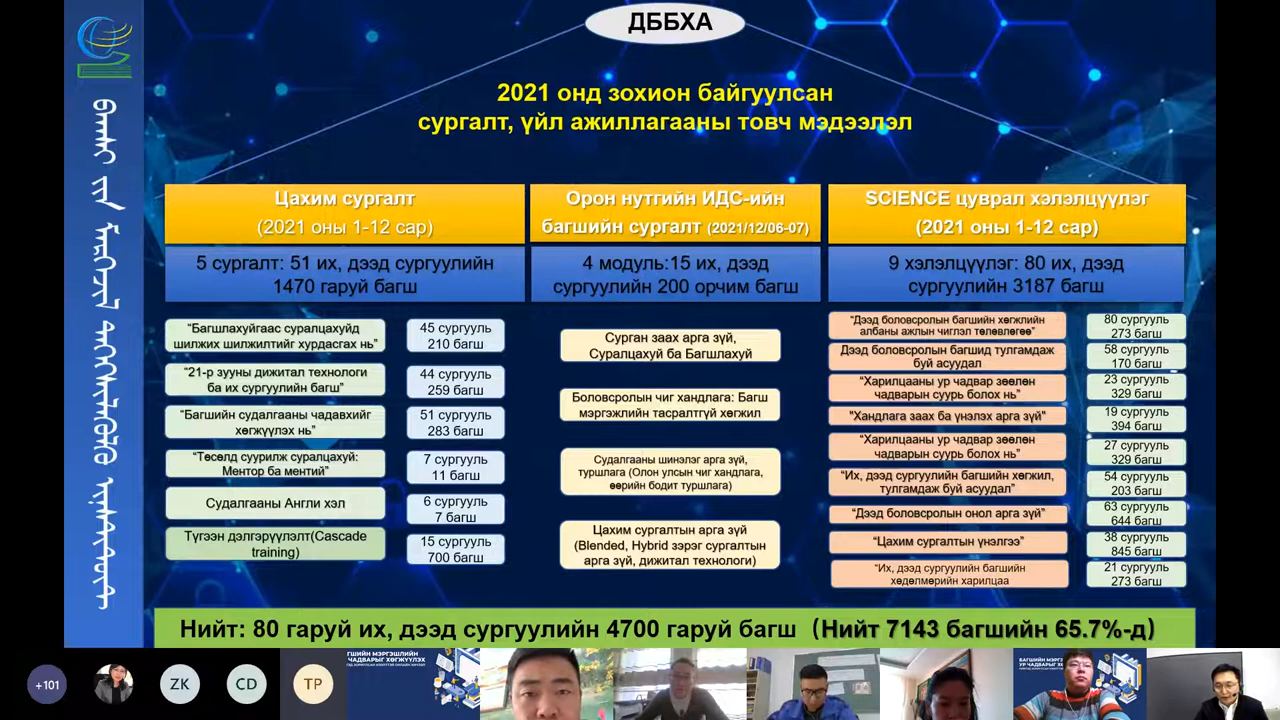 ДББХА
2021 онд зохион байгуулсан
сургалт, үйл ажиллагааны товч мэдээлэл
Цахим сургалт
(2021 оны 1-12 сар)
5 сургалт: 51 их, дээд сургуулийн
1470 гаруй багш
“Багшлахуйгаас суралцахуйд
шилжих шилжилтийг хурдасгах нь”
45 сургууль
210 багш
“21-р зууны дижитал технологи
ба их сургуулийн багш”
44 сургууль
259 багш
“Багшийн судалгааны чадавхийг
хөгжүүлэх нь”
51 сургууль
283 багш
“Төсөлд суурилж суралцахуй:
Ментор ба ментий”
7 сургууль
11 багш
Судалгааны Англи хэл
6 сургууль
7 багш
Түгээн дэлгэрүүлэлт(Cascade
training)
15 сургууль
700 багш
Орон нутгийн ИДС-ийн
багшийн сургалт (2021/12/06-07)
4 модуль:15 их, дээд
сургуулийн 200 орчим багш
Сурган заах арга зүй,
Суралцахуй ба Багшлахуй
Боловсролын чиг хандлага: Багш
мэргэжлийн тасралтгүй хөгжил
Судалгааны шинэлэг арга зүй,
туршлага (Олон улсын чиг хандлага,
өөрийн бодит туршлага)
Цахим сургалтын арга зүй
(Blended, Hybrid зэрэг сургалтын
арга зүй, дижитал технологи)
SCIENCE цуврал хэлэлцүүлэг
(2021 оны 1-12 сар)
9 хэлэлцүүлэг: 80 их, дээд
сургуулийн 3187 багш
“Дээд боловсролын багшийн хөгжлийн
албаны ажлын чиглэл төлөвлөгөө”
80 сургууль
273 багш
Дээд боловсролын багшид тулгамдаж
буй асуудал
58 сургууль
170 багш
“Харилцааны ур чадвар зөөлөн
чадварын суурь болох нь”
23 сургууль
329 багш
"Хандлага заах ба үнэлэх арга зүй"
19 сургууль
394 багш
“Харилцааны ур чадвар зөөлөн
чадварын суурь болох нь”
27 сургууль
329 багш
“Их, дээд сургуулийн багшийн хөгжил,
тулгамдаж буй асуудал”
54 сургууль
203 багш
“Дээд боловсролын онол арга зүй”
63 сургууль
644 багш
“Цахим сургалтын үнэлгээ”
38 сургууль
845 багш
“Их, дээд сургуулийн багшийн
хөдөлмөрийн харилцаа
21 сургууль
273 багш
Нийт: 80 гаруй их, дээд сургуулийн 4700 гаруй багш (Нийт 7143 багшийн 65.7%-д)
+101
ZK
CD
TP
ГШИЙН МЭРГЭШЛИЙН
ЧАДВАРЫГ ХӨГЖҮҮЛЭХ